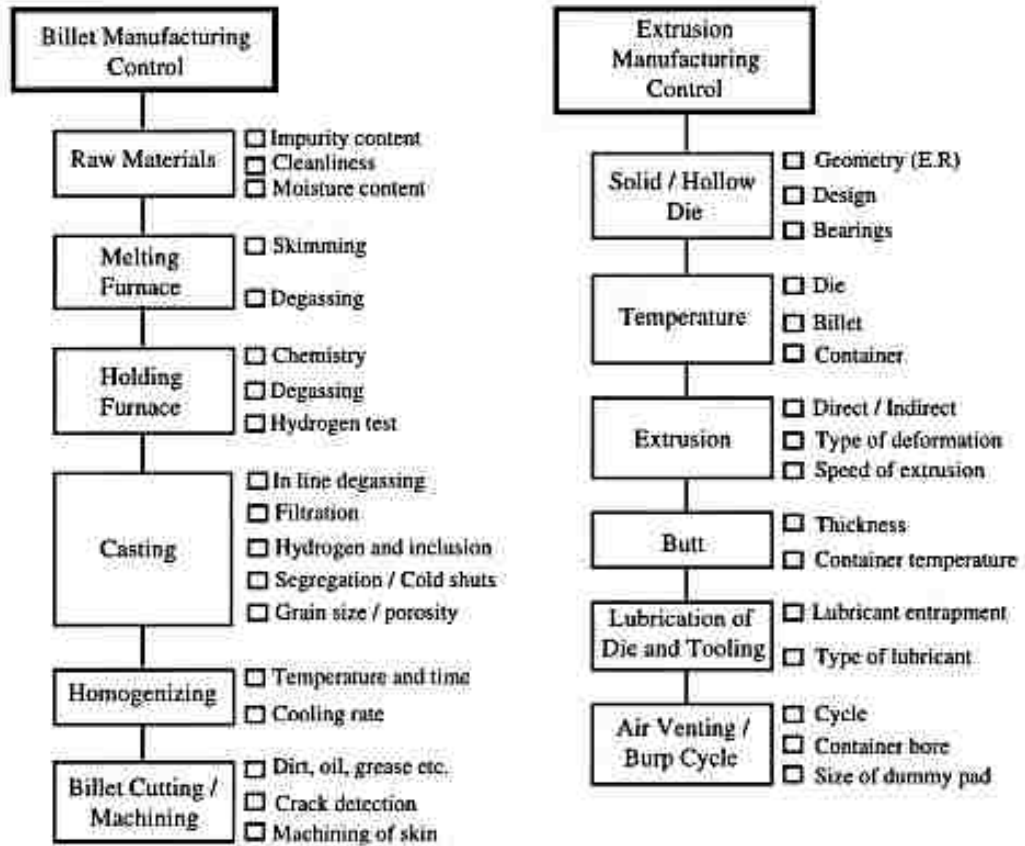 Billet Manufacturing
Control
Raw Materials
Impurity content
Cleanliness
Moisture content
Melting
Furnace
Skimming
Degassing
Holding
Furnace
Chemistry
Degassing
Hydrogen test
Casting
In line degassing
Filtration
Hydrogen and inclusion
Segregation / Cold shuts
Grain size / porosity
Homogenizing
Temperature and time
Cooling rate
Billet Cutting /
Machining
Dirt, oil, grease etc.
Crack detection
Machining of skin
Extrusion
Manufacturing
Control
Solid / Hollow
Die
Geometry (E.R)
Design
Bearings
Temperature
Die
Billet
Container
Extrusion
Direct / Indirect
Type of deformation
Speed of extrusion
Butt
Thickness
Container temperature
Lubrication of
Die and Tooling
Lubricant entrapment
Type of lubricant
Air Venting /
Burp Cycle
Cycle
Container bore
Size of dummy pad